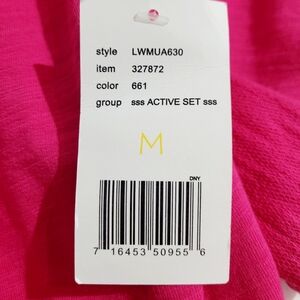 style LWMUA630
item 327872
color 661
group sss ACTIVE SET sss
M
DNY
7 16453 50955 6